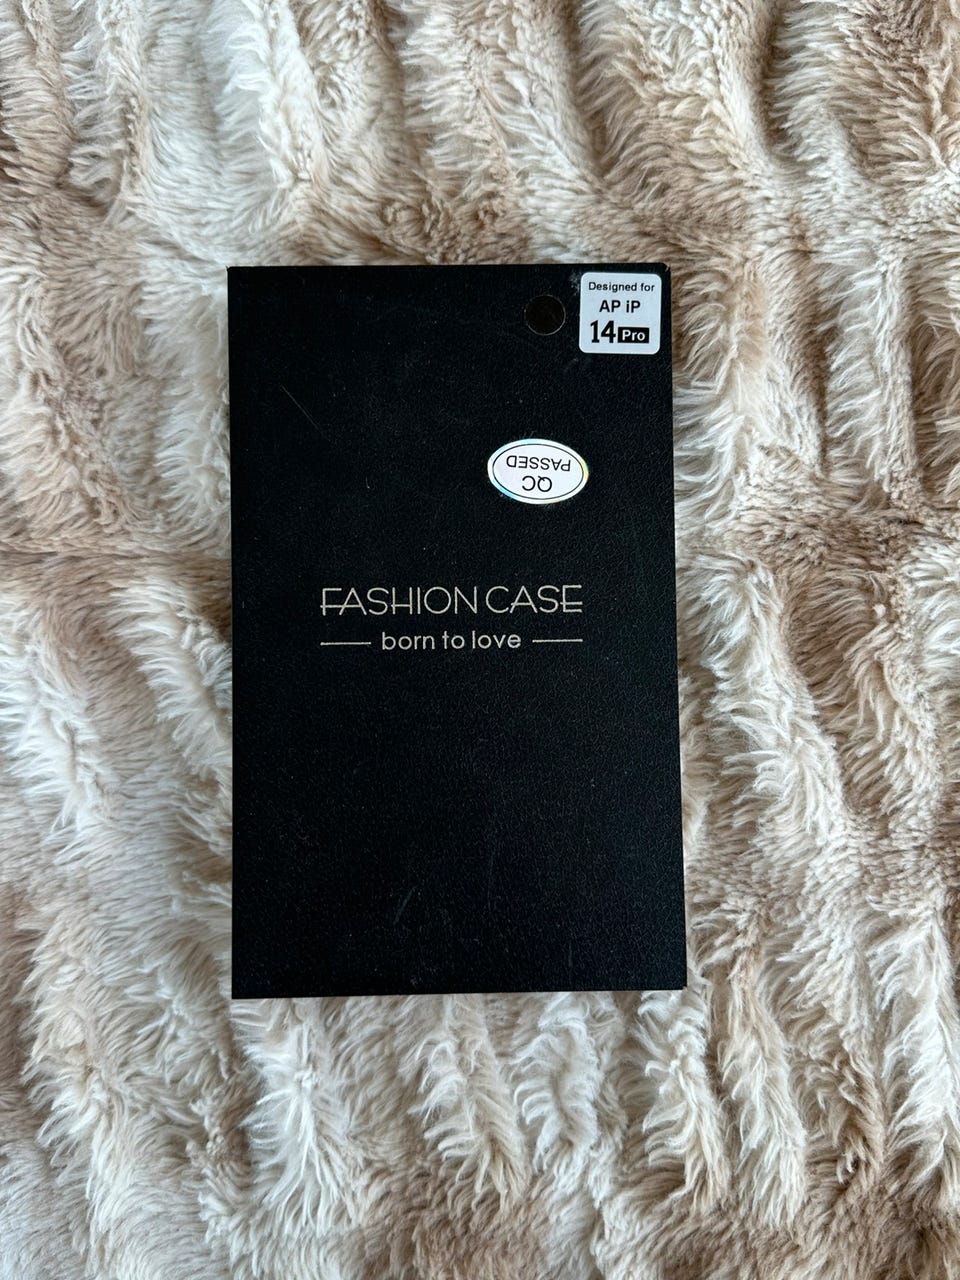 Designed for
AP iP
14 Pro
QC
PASSED
FASHION CASE
born to love